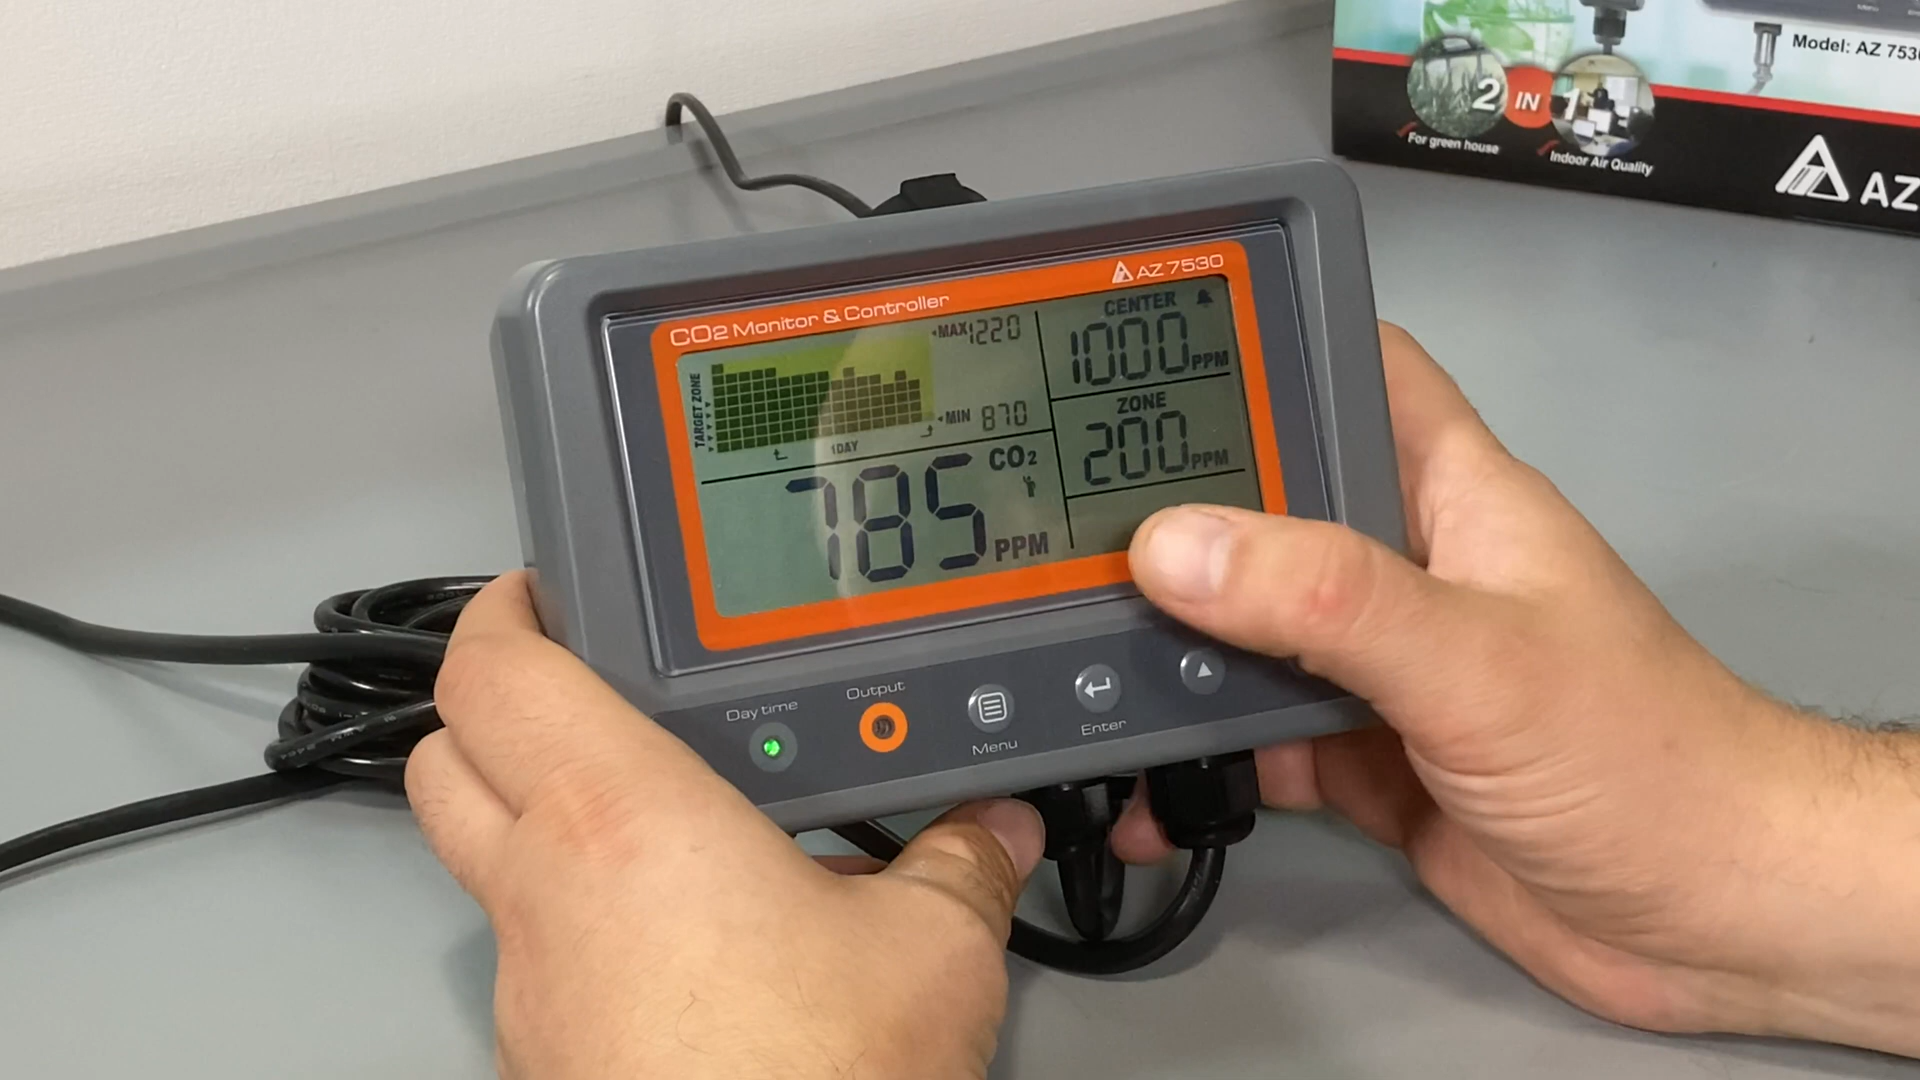 Model: AZ 7530
2 IN 1
For green house
Indoor Air Quality
AZ
AZ 7530
CO2 Monitor & Controller
MAX 1220
TARGET ZONE
MIN 870
1DAY
CENTER
1000 PPM
ZONE
200 PPM
CO2
785 PPM
Day time
Output
Menu
Enter